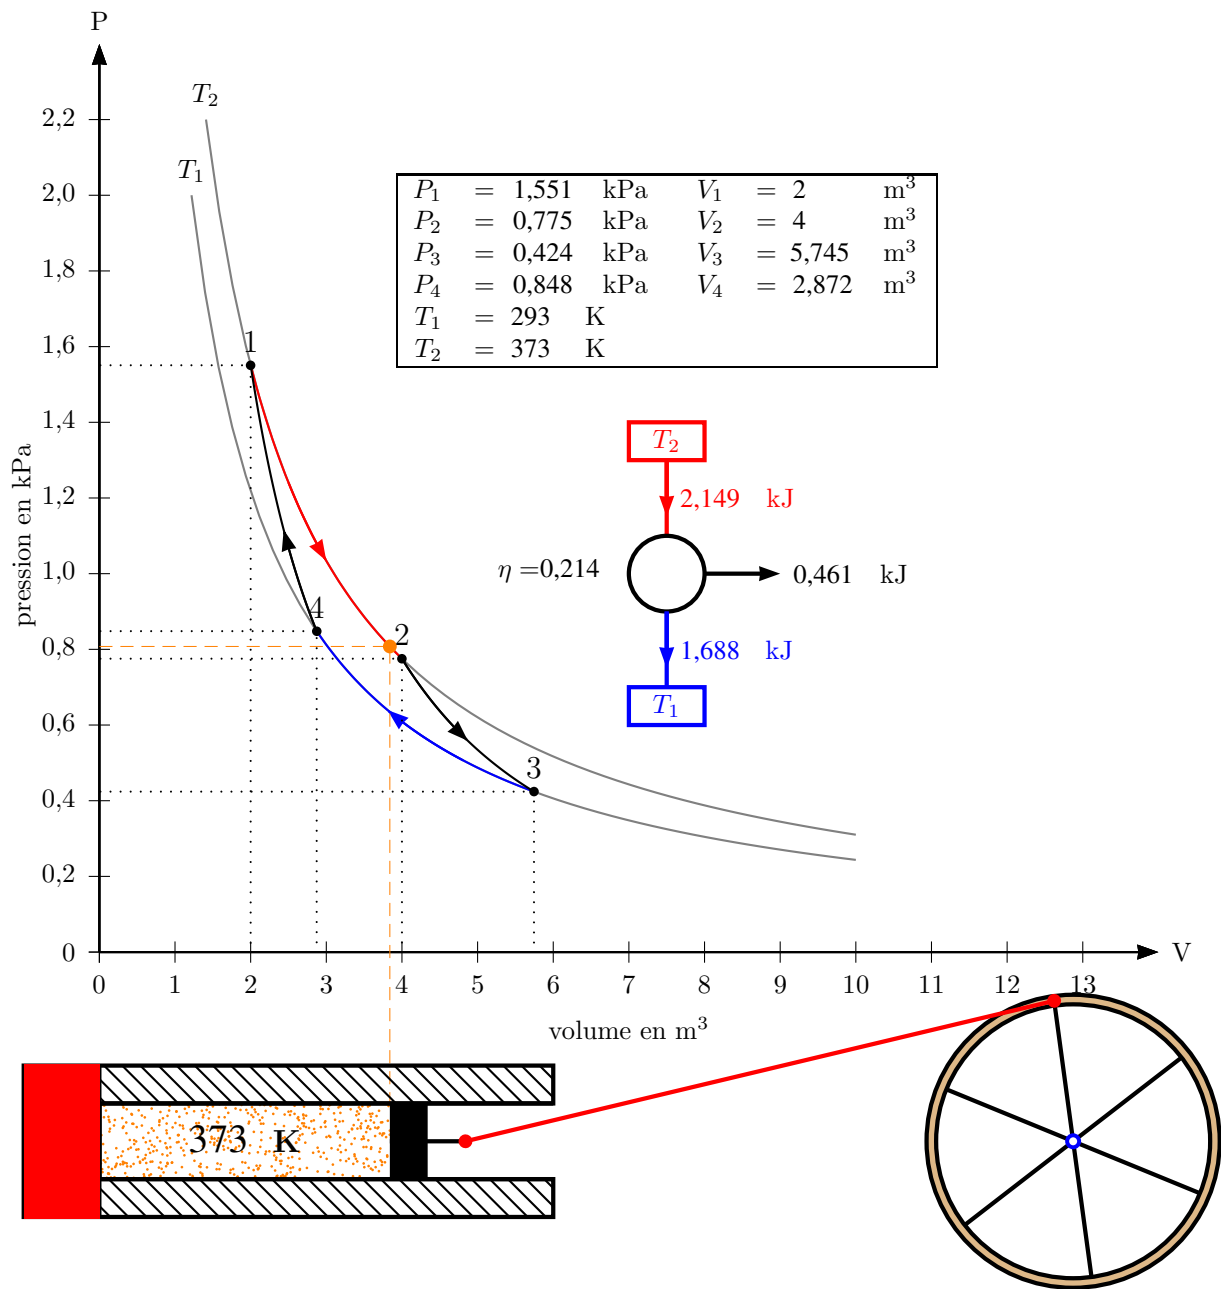 P
T₂
2,2
T₁
2,0
P₁ = 1,551 kPa V₁ = 2 m³
P₂ = 0,775 kPa V₂ = 4 m³
P₃ = 0,424 kPa V₃ = 5,745 m³
P₄ = 0,848 kPa V₄ = 2,872 m³
T₁ = 293 K
T₂ = 373 K
1,8
1,6
1
1,4
T₂
1,2
2,149 kJ
pression en kPa
1,0
η =0,214
0,461 kJ
4
2
0,8
1,688 kJ
T₁
0,6
3
0,4
0,2
0
V
0 1 2 3 4 5 6 7 8 9 10 11 12 13
volume en m³
373 K